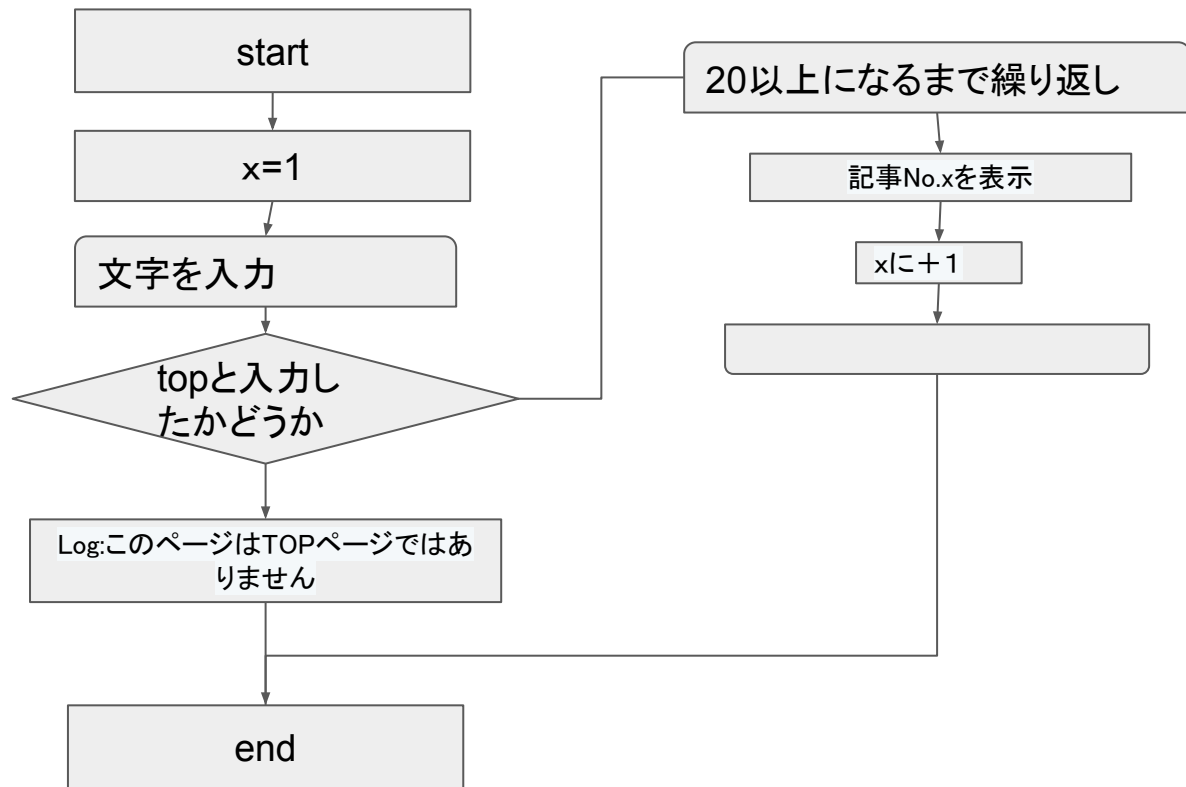 start
x=1
文字を入力
topと入力し
たかどうか
Log:このページはTOPページではあ
りません
end
20以上になるまで繰り返し
記事No.xを表示
xに＋１